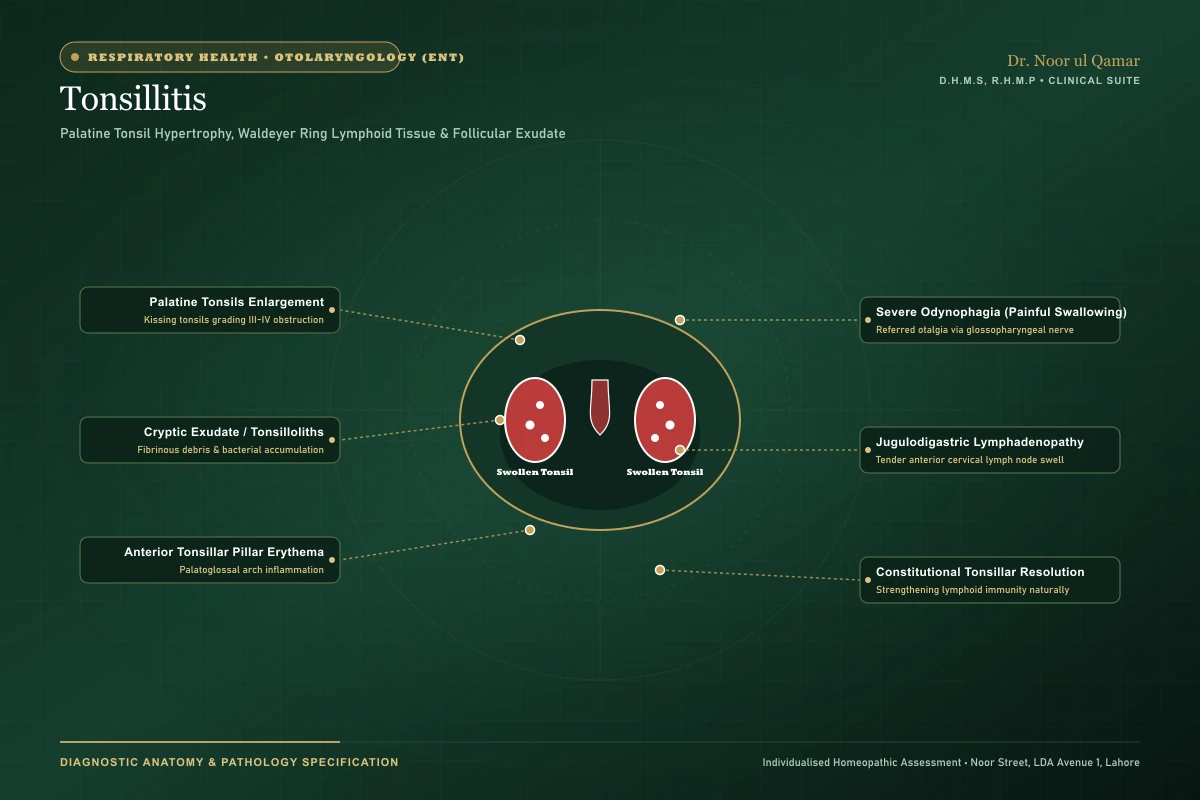 RESPIRATORY HEALTH • OTOLARYNGOLOGY (ENT)
Tonsillitis
Palatine Tonsil Hypertrophy, Waldeyer Ring Lymphoid Tissue & Follicular Exudate
Dr. Noor ul Qamar
D.H.M.S, R.H.M.P • CLINICAL SUITE
Palatine Tonsils Enlargement
Kissing tonsils grading III–IV obstruction
Cryptic Exudate / Tonsilloliths
Fibrinous debris & bacterial accumulation
Anterior Tonsillar Pillar Erythema
Palatoglossal arch inflammation
Swollen Tonsil
Swollen Tonsil
Severe Odynophagia (Painful Swallowing)
Referred otalgia via glossopharyngeal nerve
Jugulodigastric Lymphadenopathy
Tender anterior cervical lymph node swell
Constitutional Tonsillar Resolution
Strengthening lymphoid immunity naturally
DIAGNOSTIC ANATOMY & PATHOLOGY SPECIFICATION
Individualised Homeopathic Assessment • Noor Street, LDA Avenue 1, Lahore